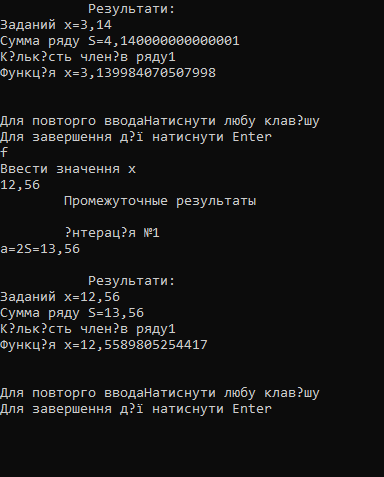 Результати:
Заданий x=3,14
Сумма ряду S=4,140000000000001
К?льк?сть член?в ряду1
Функц?я x=3,139984070507998
Для повторго вводаНатиснути любу клав?шу
Для завершення д?ї натиснути Enter
f
Ввести значення x
12,56
Промежуточные результаты
?нтерац?я №1
a=2S=13,56
Результати:
Заданий x=12,56
Сумма ряду S=13,56
К?льк?сть член?в ряду1
Функц?я x=12,5589805254417
Для повторго вводаНатиснути любу клав?шу
Для завершення д?ї натиснути Enter